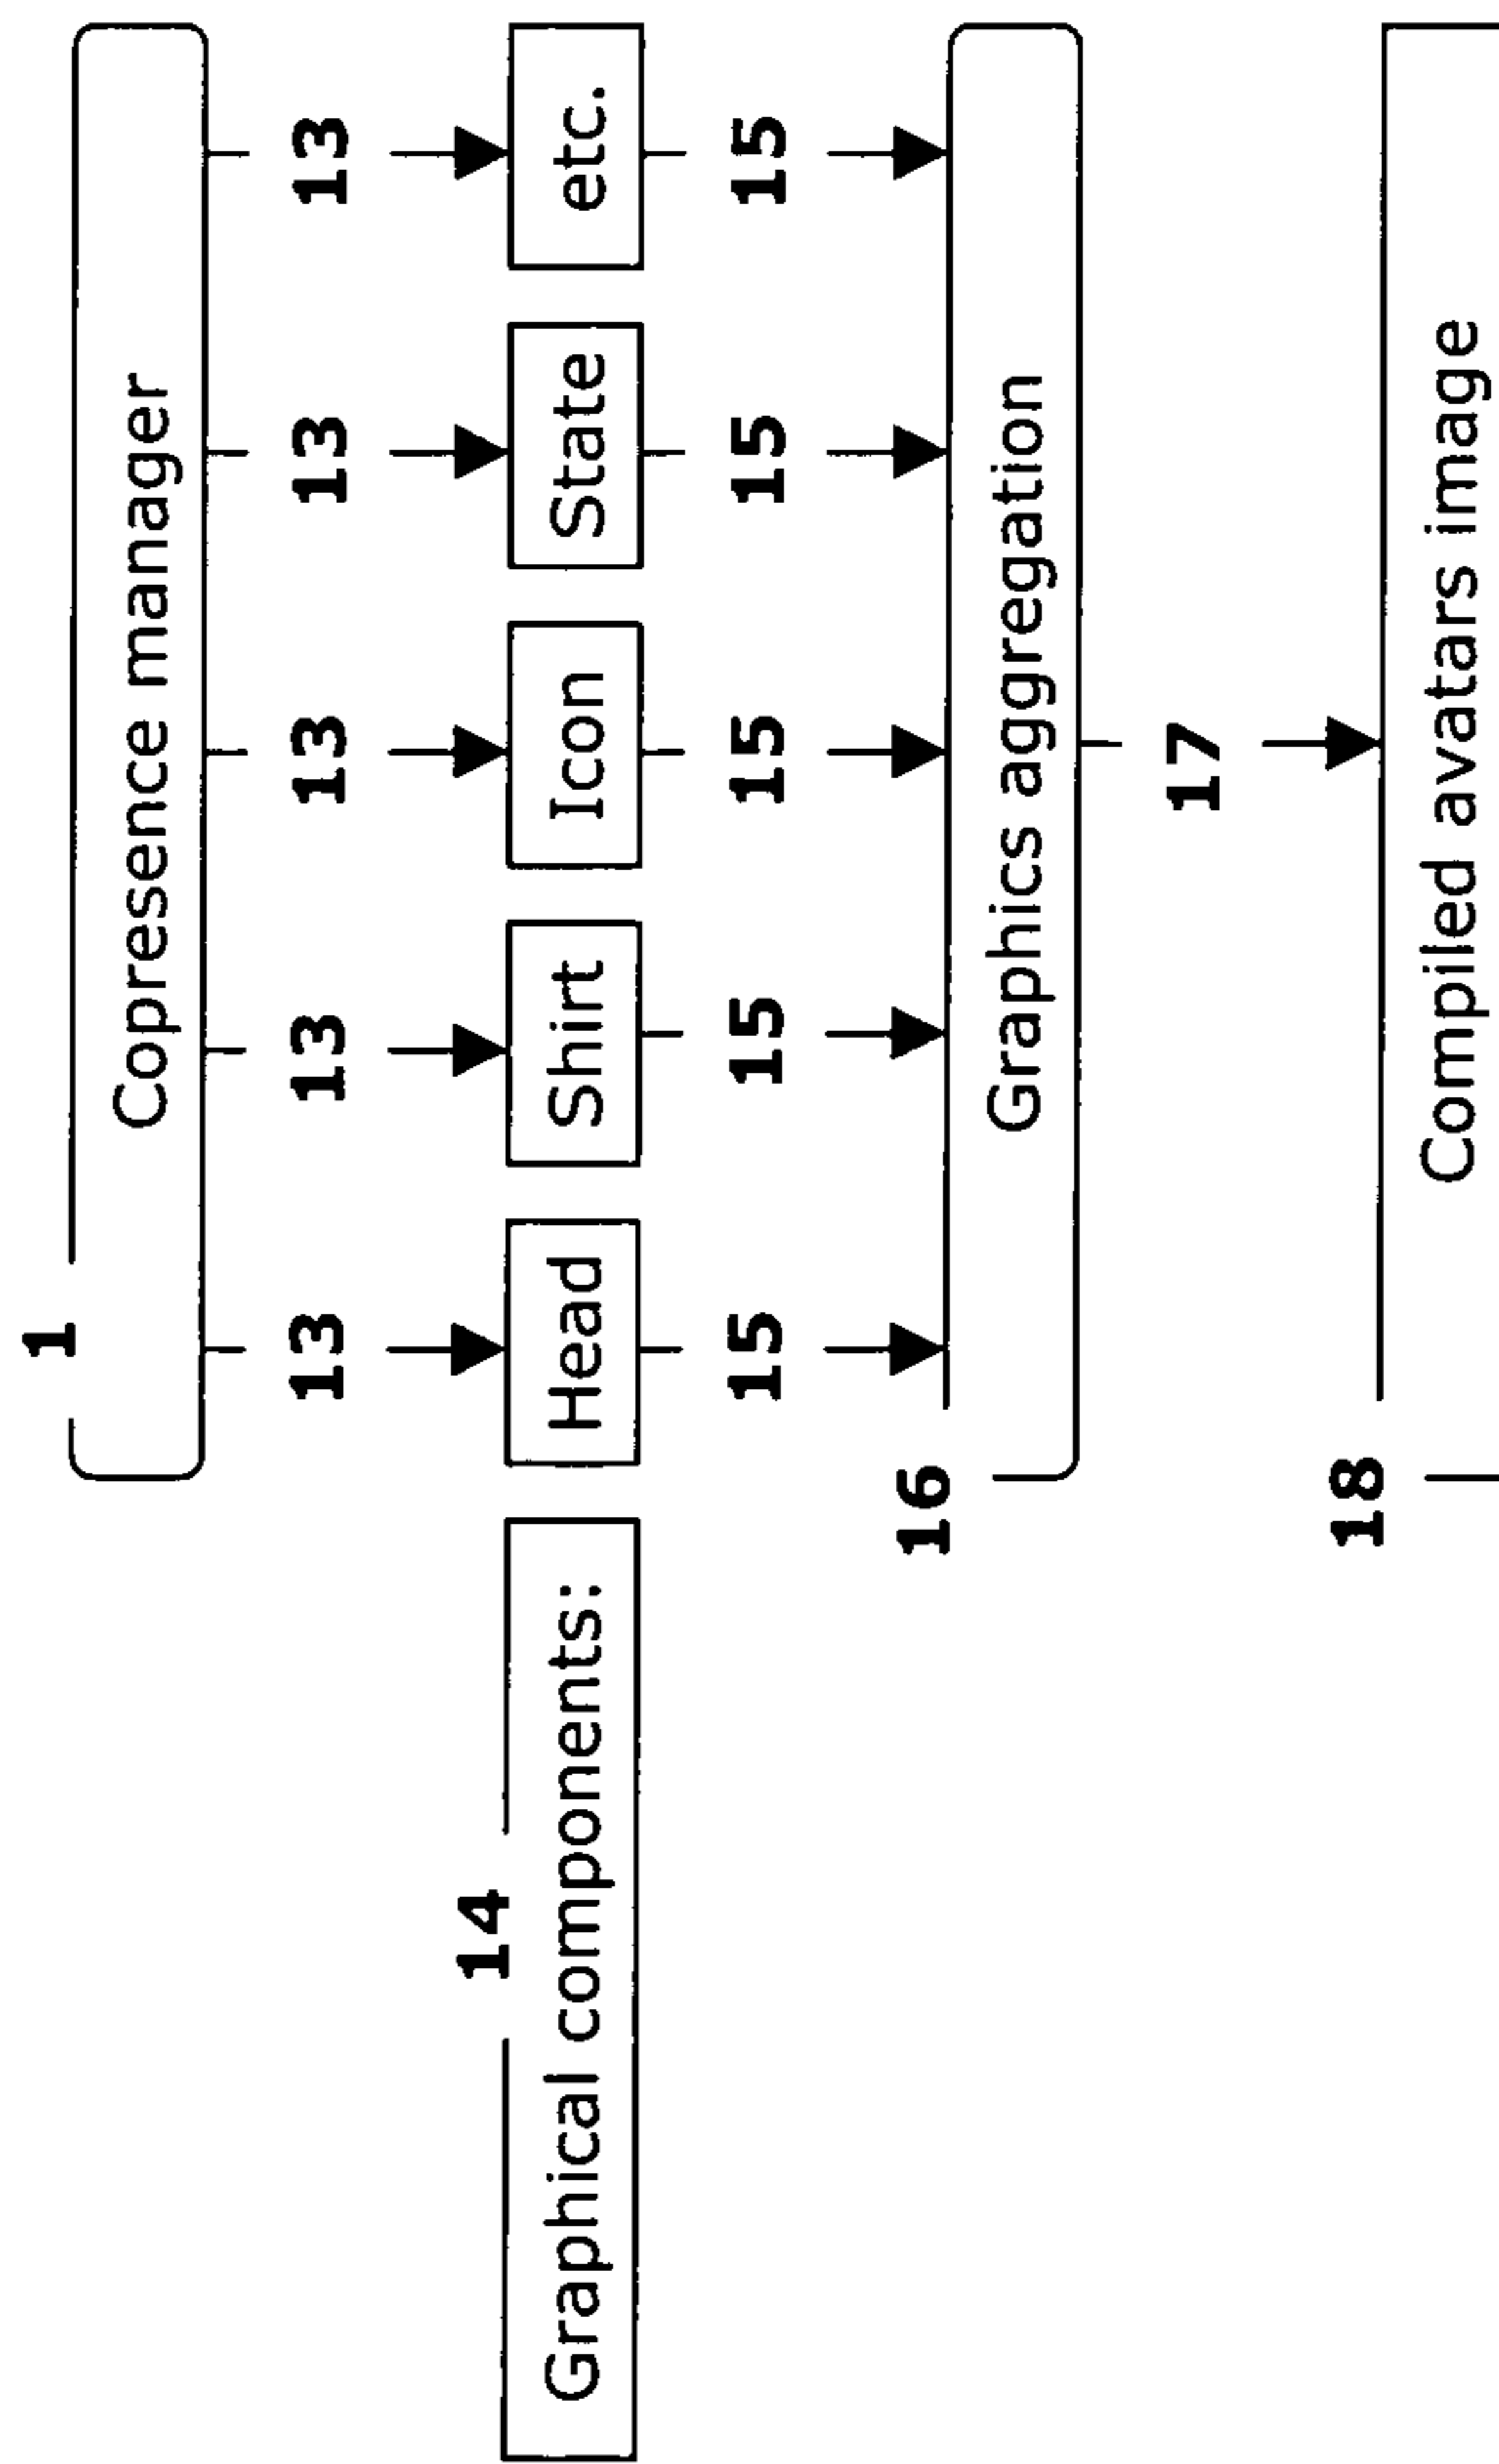 1
Copresence manager
13 13 13 13 13
14
Graphical components: Head Shirt Icon State etc.
15 15 15 15 15
16
Graphics aggregation
17
18
Compiled avatars image